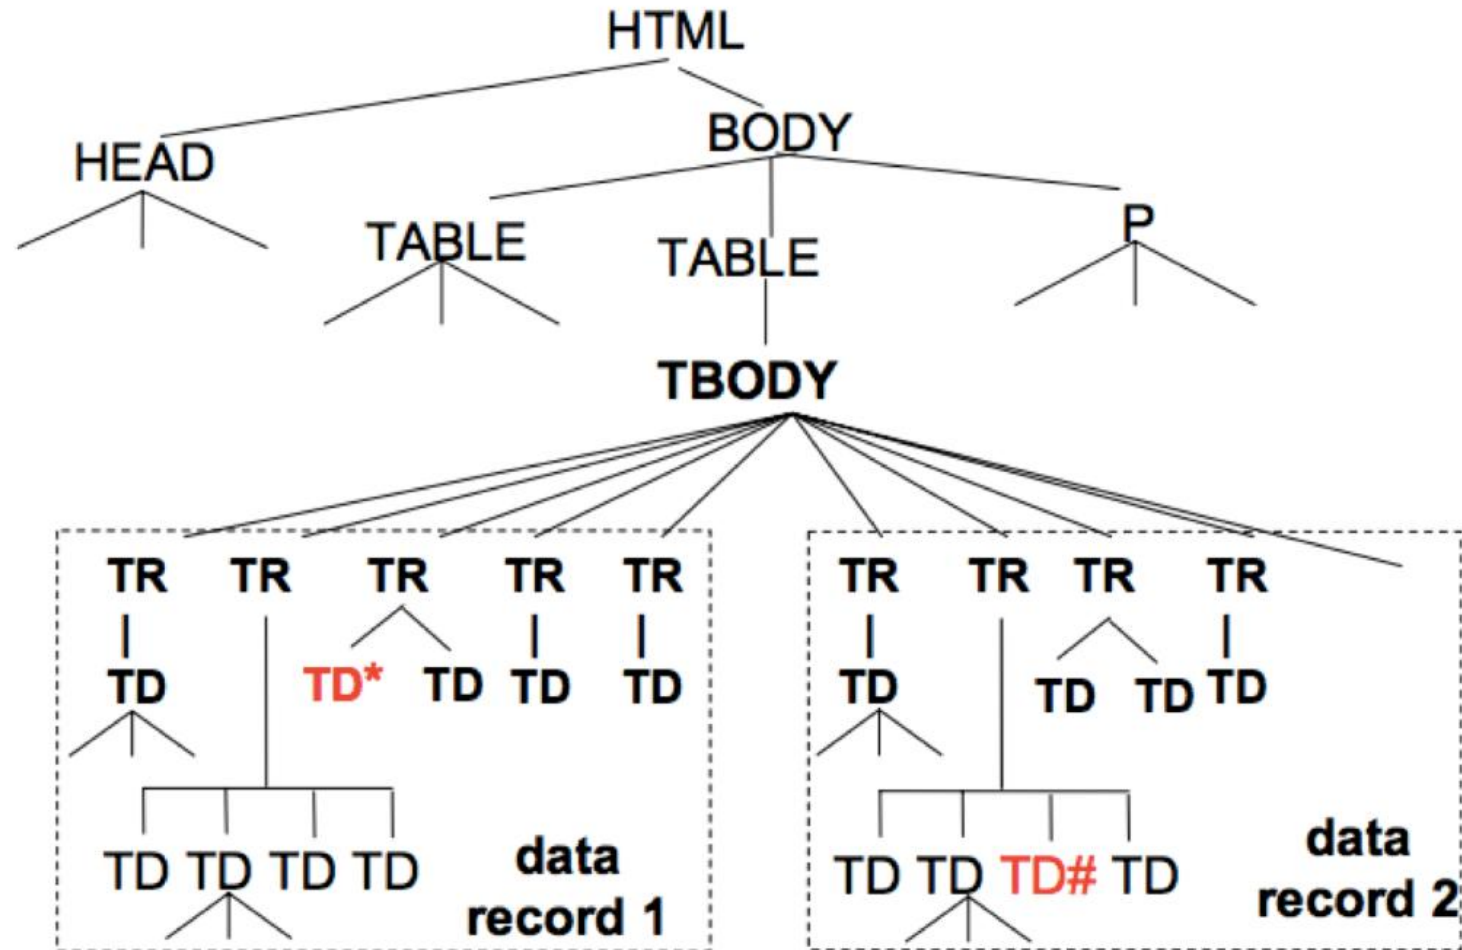 HTML
HEAD BODY
TABLE TABLE P
TBODY
TR TR TR TR TR TR TR TR TR
| | | | |
TD TD* TD TD TD TD TD TD TD
TD TD TD TD TD TD TD# TD
data record 1
data record 2